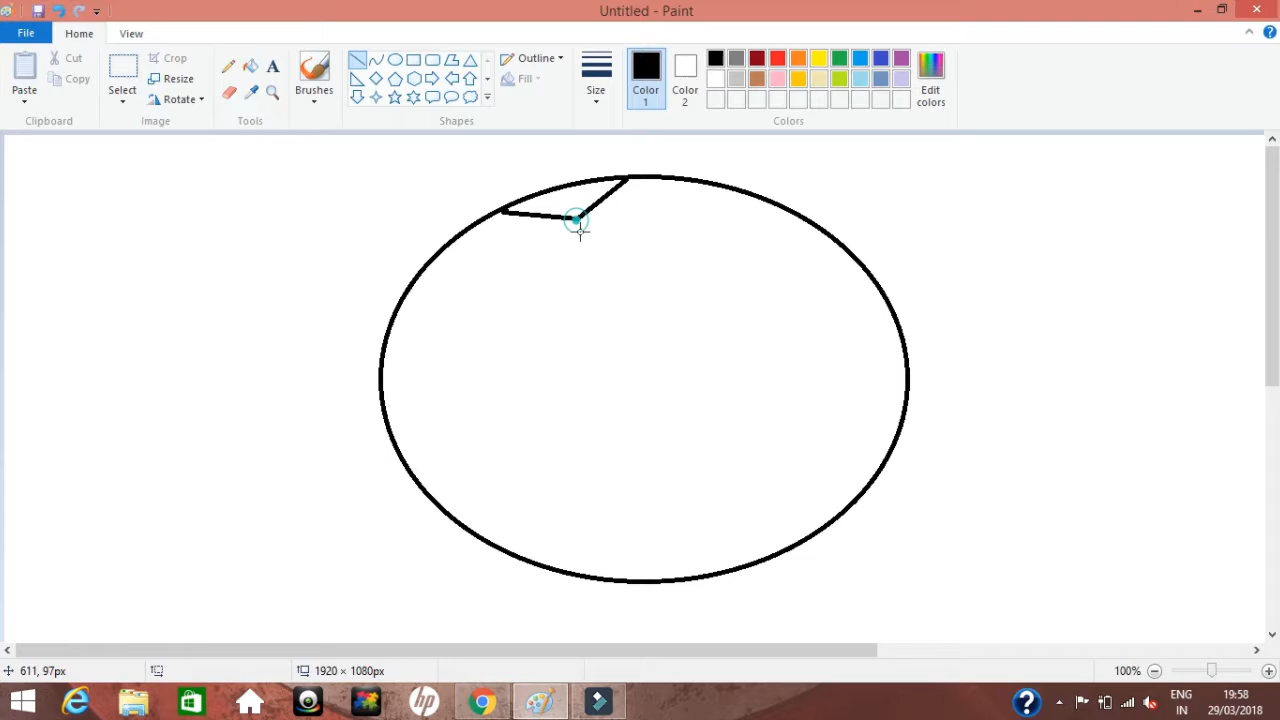 Untitled - Paint
File
Home
View
Paste
Cut
Copy
Clipboard
Select
Crop
Resize
Rotate
Image
A
Tools
Brushes
Shapes
Outline
Fill
Size
Color 1
Color 2
Edit colors
Colors
611, 97px
1920 × 1080px
100%
hp
ENG
IN
19:58
29/03/2018